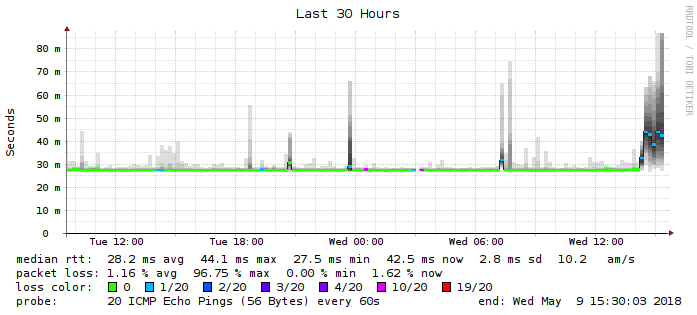 Last 30 Hours
RRDTOOL / TOBI OETIKER
Seconds
80 m
70 m
60 m
50 m
40 m
30 m
20 m
10 m
0
Tue 12:00 Tue 18:00 Wed 00:00 Wed 06:00 Wed 12:00
median rtt: 28.2 ms avg 44.1 ms max 27.5 ms min 42.5 ms now 2.8 ms sd 10.2 am/s
packet loss: 1.16 % avg 96.75 % max 0.00 % min 1.62 % now
loss color: 0 1/20 2/20 3/20 4/20 10/20 19/20
probe: 20 ICMP Echo Pings (56 Bytes) every 60s end: Wed May 9 15:30:03 2018